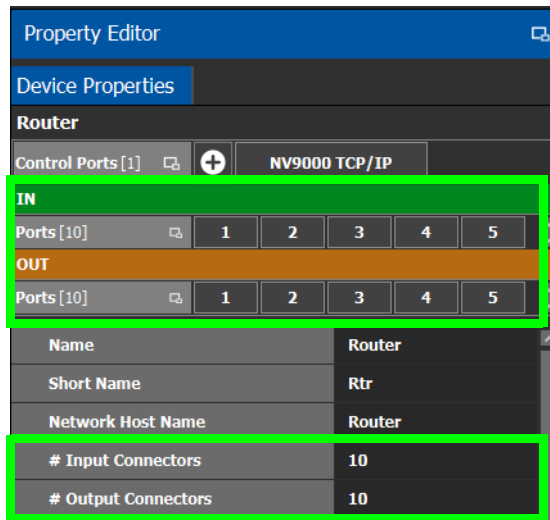 Property Editor
Device Properties
Router
Control Ports [1] NV9000 TCP/IP
IN
Ports [10] 1 2 3 4 5
OUT
Ports [10] 1 2 3 4 5
Name Router
Short Name Rtr
Network Host Name Router
# Input Connectors 10
# Output Connectors 10